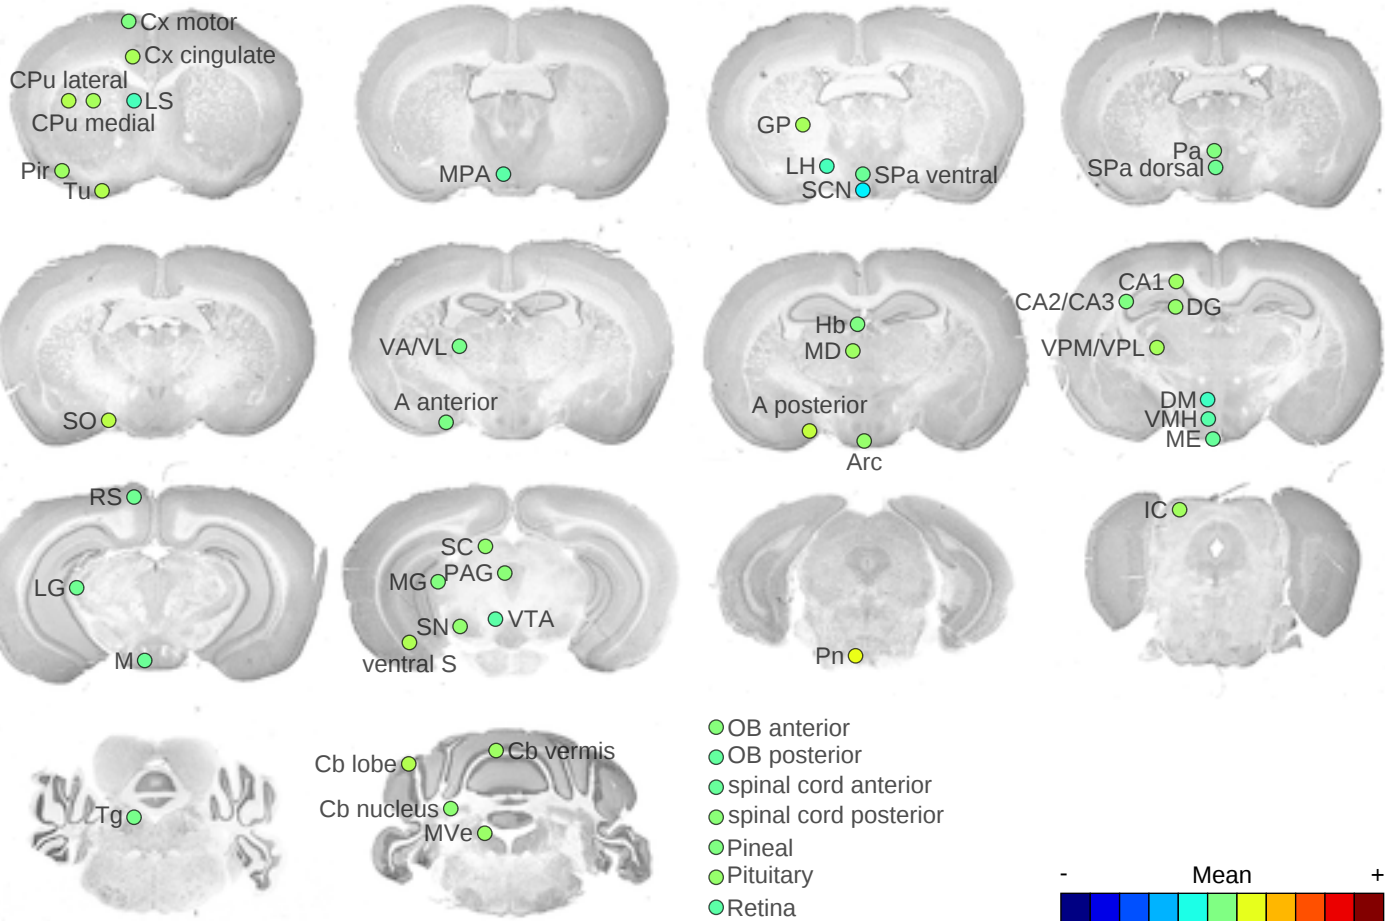 Cx motor
Cx cingulate
CPu lateral
LS
CPu medial
Pir
Tu
MPA
GP
LH
SPa ventral
SCN
Pa
SPa dorsal
SO
VA/VL
A anterior
Hb
MD
A posterior
Arc
CA1
CA2/CA3
DG
VPM/VPL
DM
VMH
ME
RS
LG
M
SC
MG
PAG
SN
VTA
ventral S
Pn
IC
Tg
Cb lobe
Cb vermis
Cb nucleus
MVe
OB anterior
OB posterior
spinal cord anterior
spinal cord posterior
Pineal
Pituitary
Retina
- Mean +